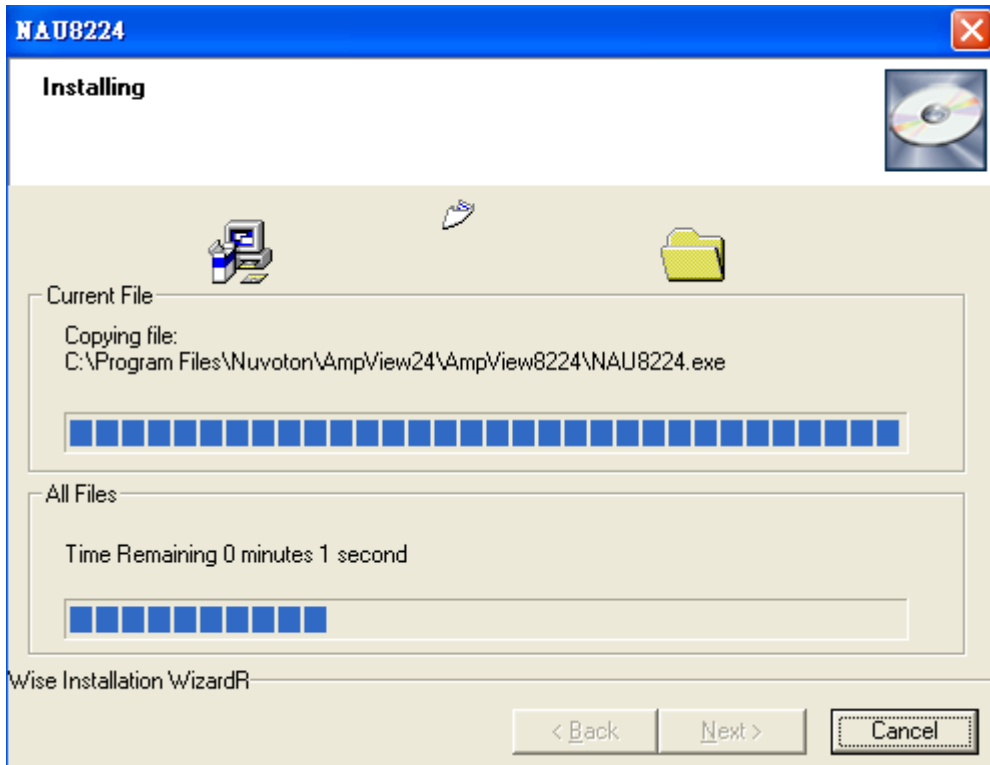 NAU8224
Installing
Current File
Copying file:
C:\Program Files\Nuvoton\AmpView24\AmpView8224\NAU8224.exe
All Files
Time Remaining 0 minutes 1 second
Wise Installation WizardR
< Back
Next >
Cancel